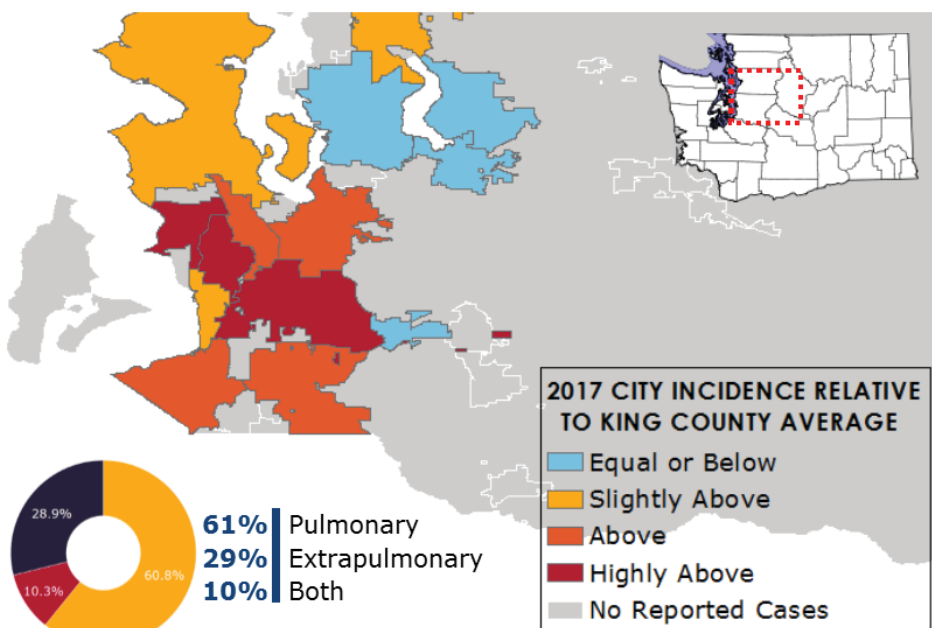 2017 CITY INCIDENCE RELATIVE
TO KING COUNTY AVERAGE
Equal or Below
Slightly Above
Above
Highly Above
No Reported Cases
28.9%
60.8%
10.3%
61% Pulmonary
29% Extrapulmonary
10% Both